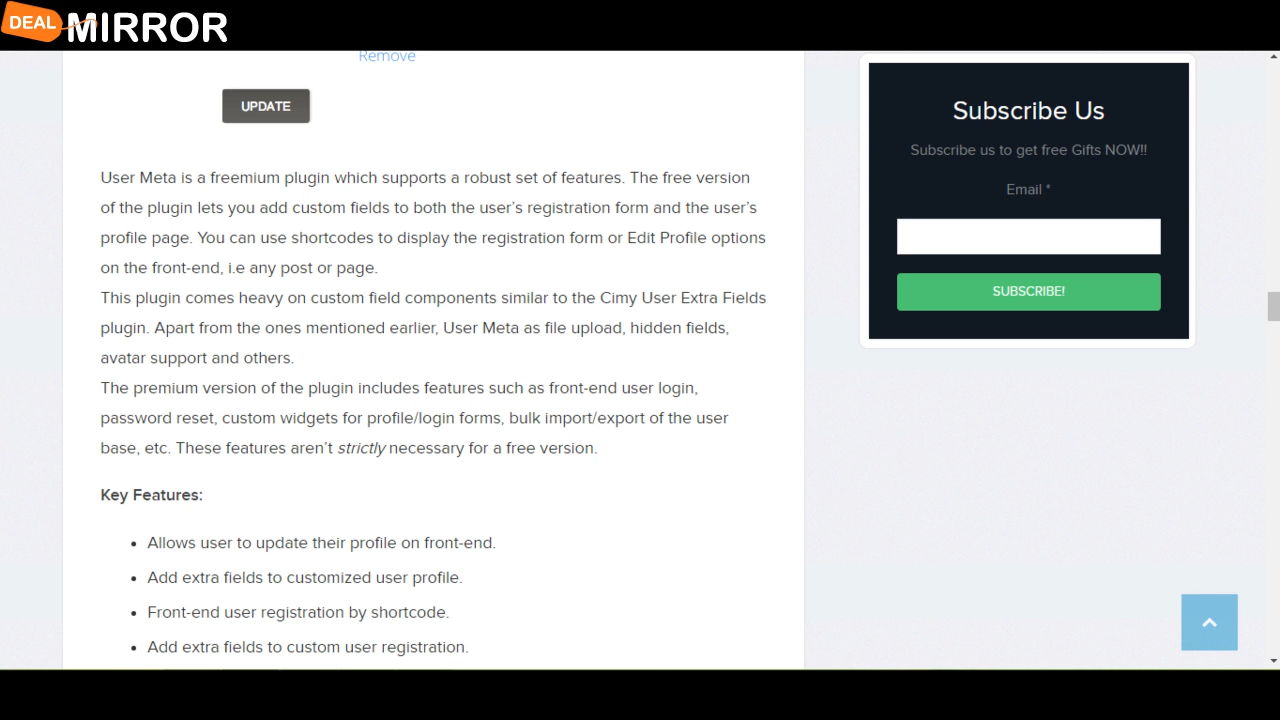 DEAL MIRROR
Remove
UPDATE
User Meta is a freemium plugin which supports a robust set of features. The free version
of the plugin lets you add custom fields to both the user’s registration form and the user’s
profile page. You can use shortcodes to display the registration form or Edit Profile options
on the front-end, i.e any post or page.
This plugin comes heavy on custom field components similar to the Cimy User Extra Fields
plugin. Apart from the ones mentioned earlier, User Meta as file upload, hidden fields,
avatar support and others.
The premium version of the plugin includes features such as front-end user login,
password reset, custom widgets for profile/login forms, bulk import/export of the user
base, etc. These features aren’t strictly necessary for a free version.
Key Features:
• Allows user to update their profile on front-end.
• Add extra fields to customized user profile.
• Front-end user registration by shortcode.
• Add extra fields to custom user registration.
Subscribe Us
Subscribe us to get free Gifts NOW!!
Email *
SUBSCRIBE!